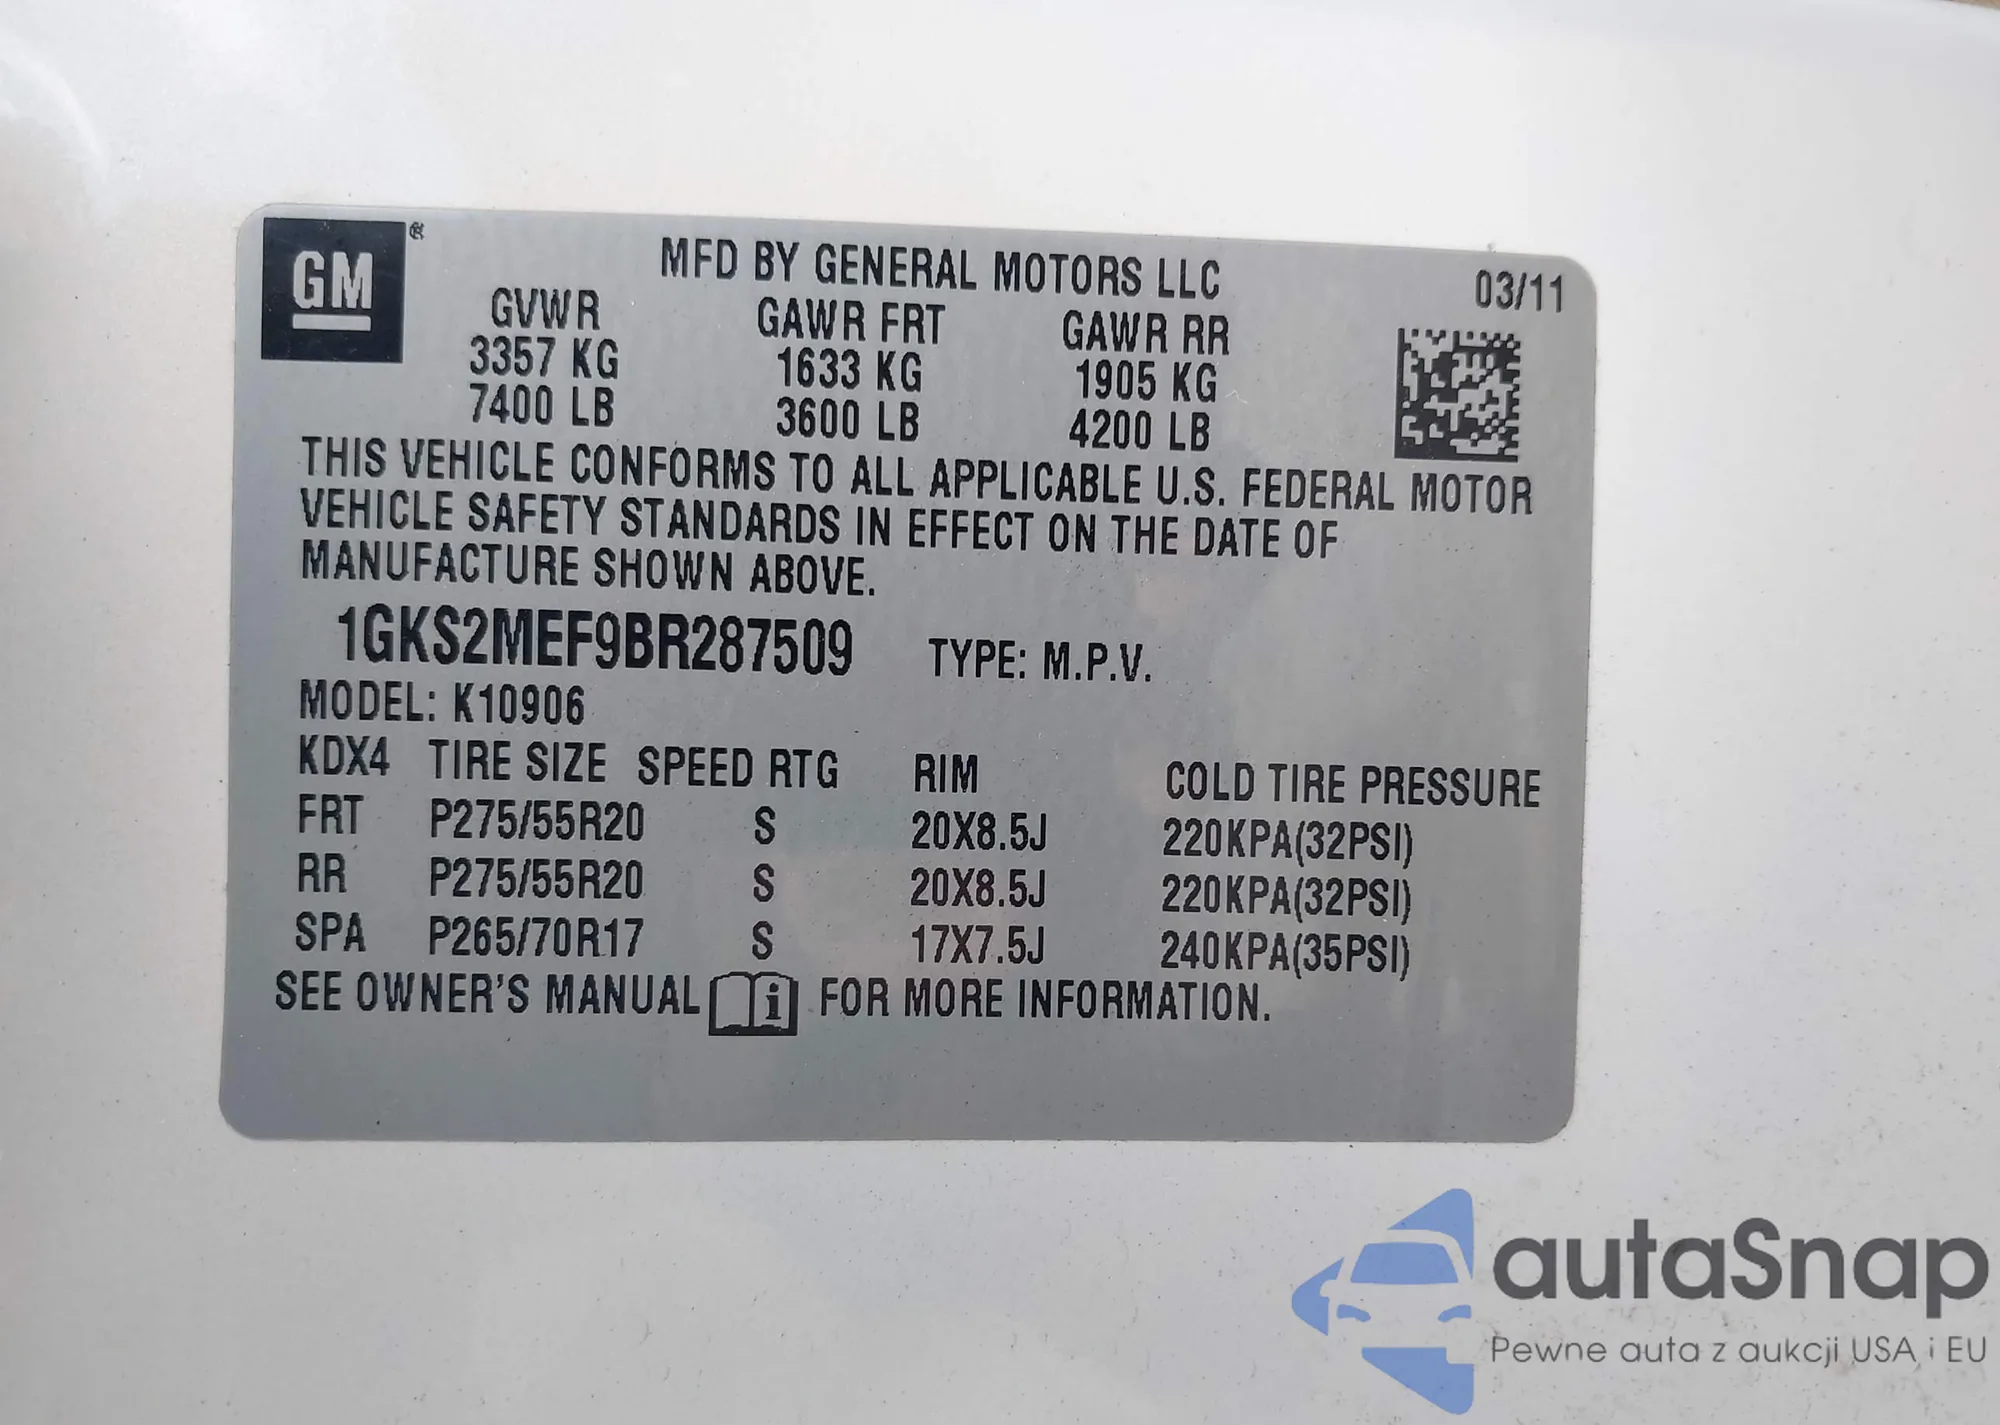 GM®
MFD BY GENERAL MOTORS LLC 03/11
GVWR GAWR FRT GAWR RR
3357 KG 1633 KG 1905 KG
7400 LB 3600 LB 4200 LB
THIS VEHICLE CONFORMS TO ALL APPLICABLE U.S. FEDERAL MOTOR
VEHICLE SAFETY STANDARDS IN EFFECT ON THE DATE OF
MANUFACTURE SHOWN ABOVE.
1GKS2MEF9BR287509 TYPE: M.P.V.
MODEL: K10906
KDX4 TIRE SIZE SPEED RTG RIM COLD TIRE PRESSURE
FRT P275/55R20 S 20X8.5J 220KPA(32PSI)
RR P275/55R20 S 20X8.5J 220KPA(32PSI)
SPA P265/70R17 S 17X7.5J 240KPA(35PSI)
SEE OWNER'S MANUAL i FOR MORE INFORMATION.
autaSnap
Pewne auta z aukcji USA i EU